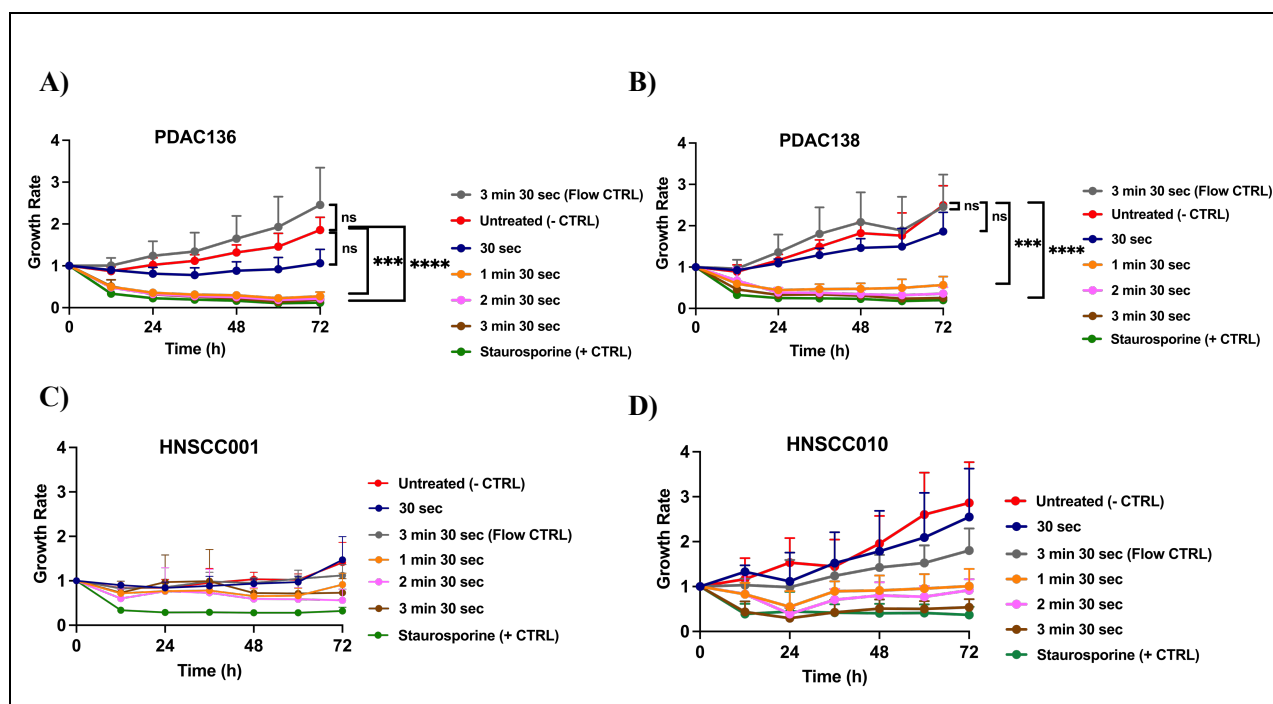 A)
PDAC136
Growth Rate
4
3
2
1
0
0 24 48 72
Time (h)
ns
ns
***
****
3 min 30 sec (Flow CTRL)
Untreated (- CTRL)
30 sec
1 min 30 sec
2 min 30 sec
3 min 30 sec
Staurosporine (+ CTRL)
B)
PDAC138
Growth Rate
4
3
2
1
0
0 24 48 72
Time (h)
ns
ns
***
****
3 min 30 sec (Flow CTRL)
Untreated (- CTRL)
30 sec
1 min 30 sec
2 min 30 sec
3 min 30 sec
Staurosporine (+ CTRL)
C)
HNSCC001
Growth Rate
4
3
2
1
0
0 24 48 72
Time (h)
Untreated (- CTRL)
30 sec
3 min 30 sec (Flow CTRL)
1 min 30 sec
2 min 30 sec
3 min 30 sec
Staurosporine (+ CTRL)
D)
HNSCC010
Growth Rate
4
3
2
1
0
0 24 48 72
Time (h)
Untreated (- CTRL)
30 sec
3 min 30 sec (Flow CTRL)
1 min 30 sec
2 min 30 sec
3 min 30 sec
Staurosporine (+ CTRL)